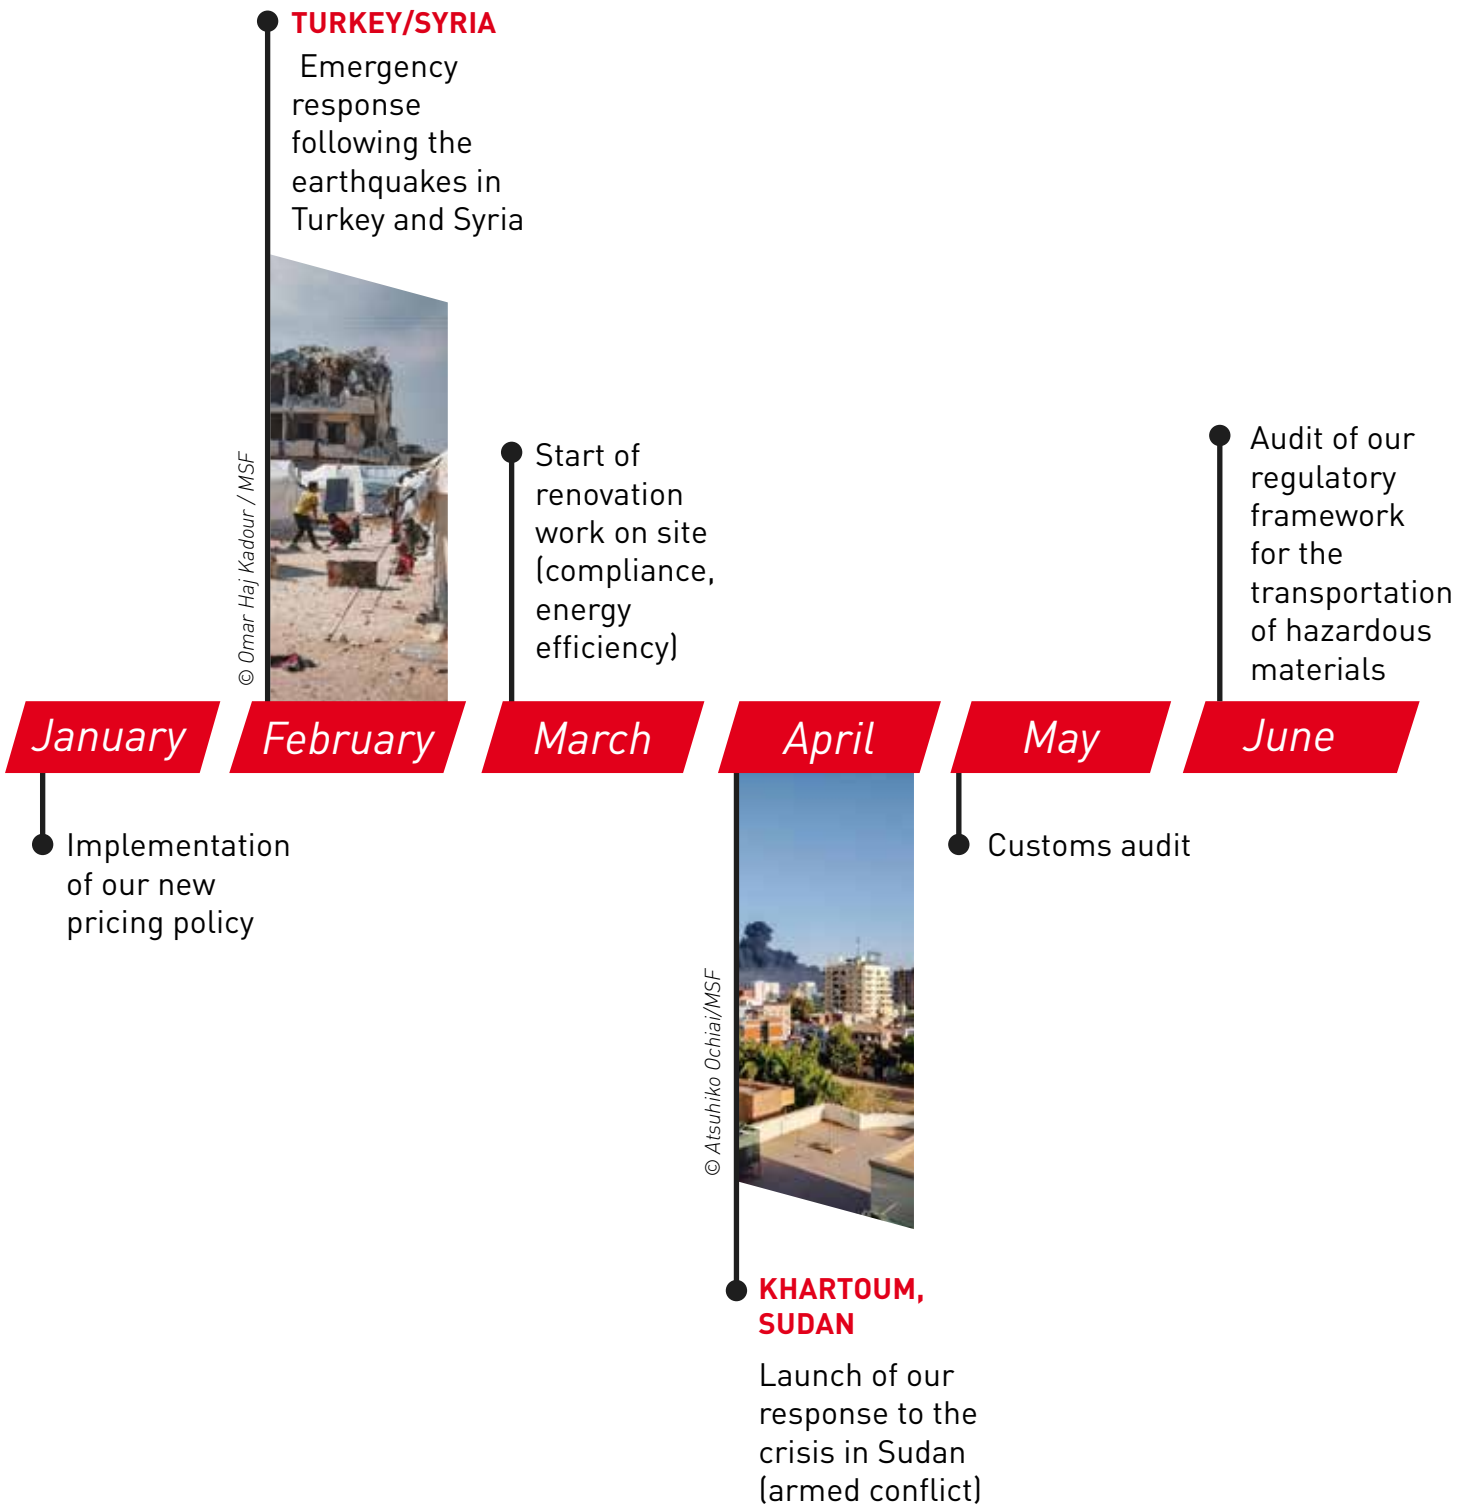 TURKEY/SYRIA
Emergency
response
following the
earthquakes in
Turkey and Syria
© Omar Haj Kadour / MSF
Start of
renovation
work on site
(compliance,
energy
efficiency)
Audit of our
regulatory
framework
for the
transportation
of hazardous
materials
January
February
March
April
May
June
Implementation
of our new
pricing policy
Customs audit
© Atsuhiko Ochiai/MSF
KHARTOUM,
SUDAN
Launch of our
response to the
crisis in Sudan
(armed conflict)